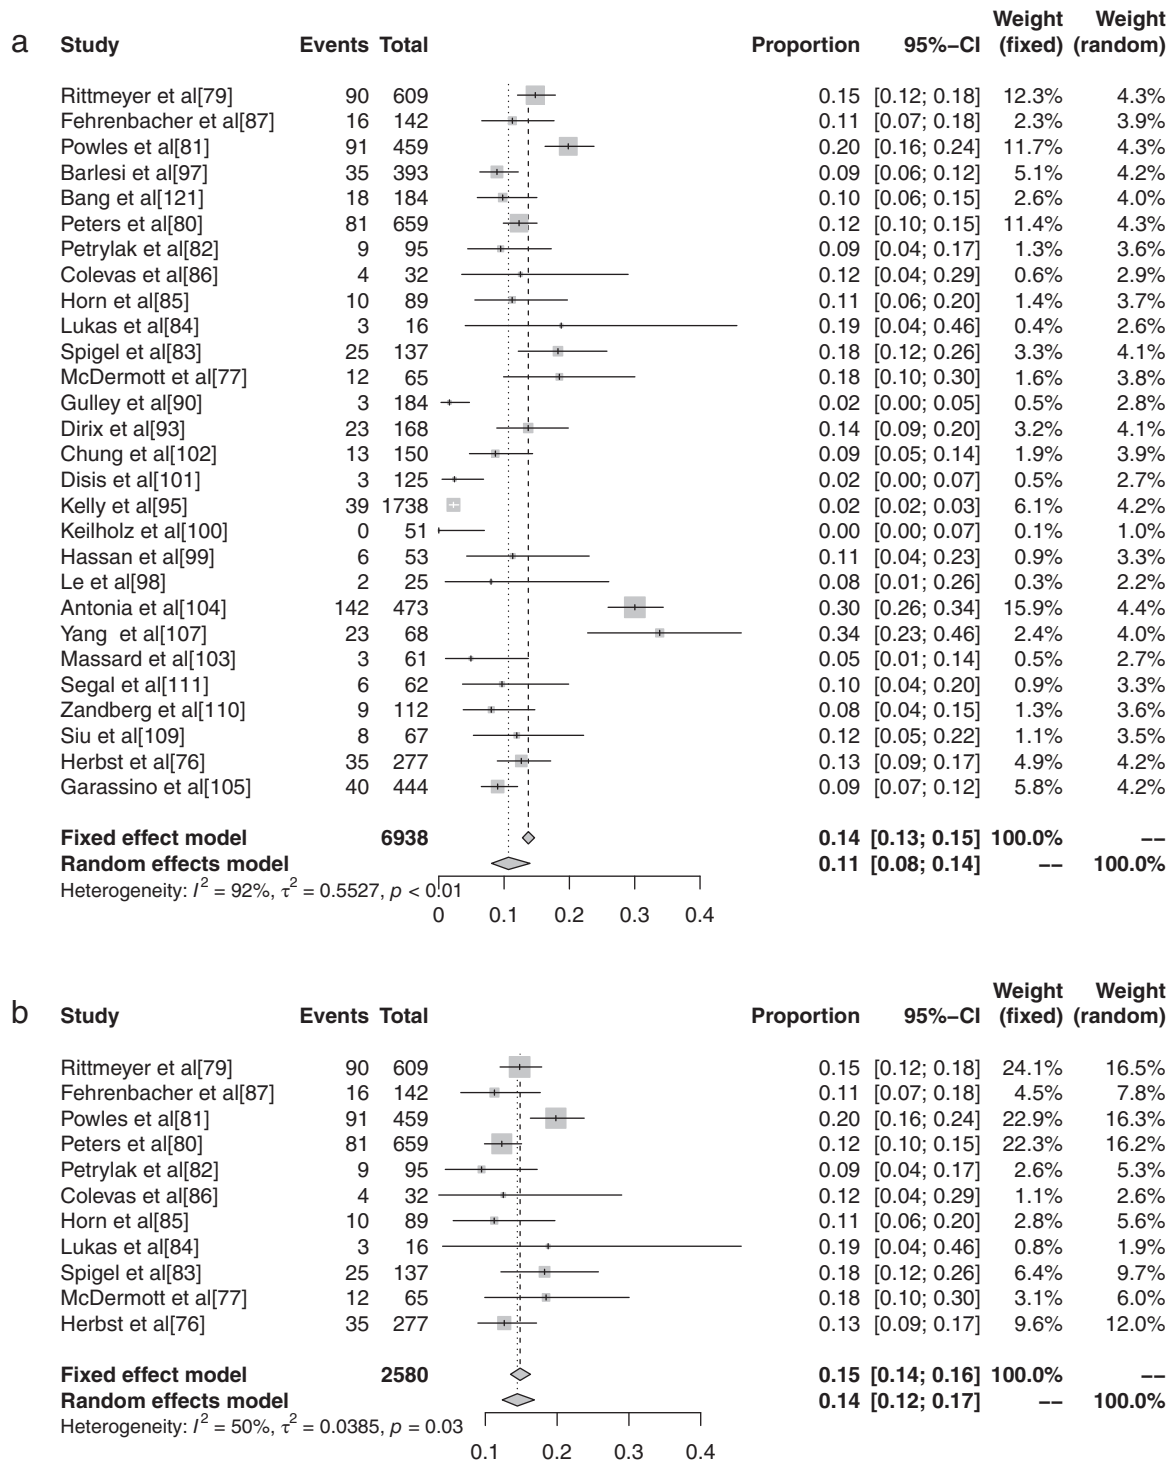 Weight Weight
a Study Events Total Proportion 95%−CI (fixed) (random)
Rittmeyer et al[79] 90 609 0.15 [0.12; 0.18] 12.3% 4.3%
Fehrenbacher et al[87] 16 142 0.11 [0.07; 0.18] 2.3% 3.9%
Powles et al[81] 91 459 0.20 [0.16; 0.24] 11.7% 4.3%
Barlesi et al[97] 35 393 0.09 [0.06; 0.12] 5.1% 4.2%
Bang et al[121] 18 184 0.10 [0.06; 0.15] 2.6% 4.0%
Peters et al[80] 81 659 0.12 [0.10; 0.15] 11.4% 4.3%
Petrylak et al[82] 9 95 0.09 [0.04; 0.17] 1.3% 3.6%
Colevas et al[86] 4 32 0.12 [0.04; 0.29] 0.6% 2.9%
Horn et al[85] 10 89 0.11 [0.06; 0.20] 1.4% 3.7%
Lukas et al[84] 3 16 0.19 [0.04; 0.46] 0.4% 2.6%
Spigel et al[83] 25 137 0.18 [0.12; 0.26] 3.3% 4.1%
McDermott et al[77] 12 65 0.18 [0.10; 0.30] 1.6% 3.8%
Gulley et al[90] 3 184 0.02 [0.00; 0.05] 0.5% 2.8%
Dirix et al[93] 23 168 0.14 [0.09; 0.20] 3.2% 4.1%
Chung et al[102] 13 150 0.09 [0.05; 0.14] 1.9% 3.9%
Disis et al[101] 3 125 0.02 [0.00; 0.07] 0.5% 2.7%
Kelly et al[95] 39 1738 0.02 [0.02; 0.03] 6.1% 4.2%
Keilholz et al[100] 0 51 0.00 [0.00; 0.07] 0.1% 1.0%
Hassan et al[99] 6 53 0.11 [0.04; 0.23] 0.9% 3.3%
Le et al[98] 2 25 0.08 [0.01; 0.26] 0.3% 2.2%
Antonia et al[104] 142 473 0.30 [0.26; 0.34] 15.9% 4.4%
Yang et al[107] 23 68 0.34 [0.23; 0.46] 2.4% 4.0%
Massard et al[103] 3 61 0.05 [0.01; 0.14] 0.5% 2.7%
Segal et al[111] 6 62 0.10 [0.04; 0.20] 0.9% 3.3%
Zandberg et al[110] 9 112 0.08 [0.04; 0.15] 1.3% 3.6%
Siu et al[109] 8 67 0.12 [0.05; 0.22] 1.1% 3.5%
Herbst et al[76] 35 277 0.13 [0.09; 0.17] 4.9% 4.2%
Garassino et al[105] 40 444 0.09 [0.07; 0.12] 5.8% 4.2%
Fixed effect model 6938 0.14 [0.13; 0.15] 100.0% −−
Random effects model 0.11 [0.08; 0.14] −− 100.0%
Heterogeneity: I² = 92%, τ² = 0.5527, p < 0.01
0 0.1 0.2 0.3 0.4
Weight Weight
b Study Events Total Proportion 95%−CI (fixed) (random)
Rittmeyer et al[79] 90 609 0.15 [0.12; 0.18] 24.1% 16.5%
Fehrenbacher et al[87] 16 142 0.11 [0.07; 0.18] 4.5% 7.8%
Powles et al[81] 91 459 0.20 [0.16; 0.24] 22.9% 16.3%
Peters et al[80] 81 659 0.12 [0.10; 0.15] 22.3% 16.2%
Petrylak et al[82] 9 95 0.09 [0.04; 0.17] 2.6% 5.3%
Colevas et al[86] 4 32 0.12 [0.04; 0.29] 1.1% 2.6%
Horn et al[85] 10 89 0.11 [0.06; 0.20] 2.8% 5.6%
Lukas et al[84] 3 16 0.19 [0.04; 0.46] 0.8% 1.9%
Spigel et al[83] 25 137 0.18 [0.12; 0.26] 6.4% 9.7%
McDermott et al[77] 12 65 0.18 [0.10; 0.30] 3.1% 6.0%
Herbst et al[76] 35 277 0.13 [0.09; 0.17] 9.6% 12.0%
Fixed effect model 2580 0.15 [0.14; 0.16] 100.0% −−
Random effects model 0.14 [0.12; 0.17] −− 100.0%
Heterogeneity: I² = 50%, τ² = 0.0385, p = 0.03
0.1 0.2 0.3 0.4